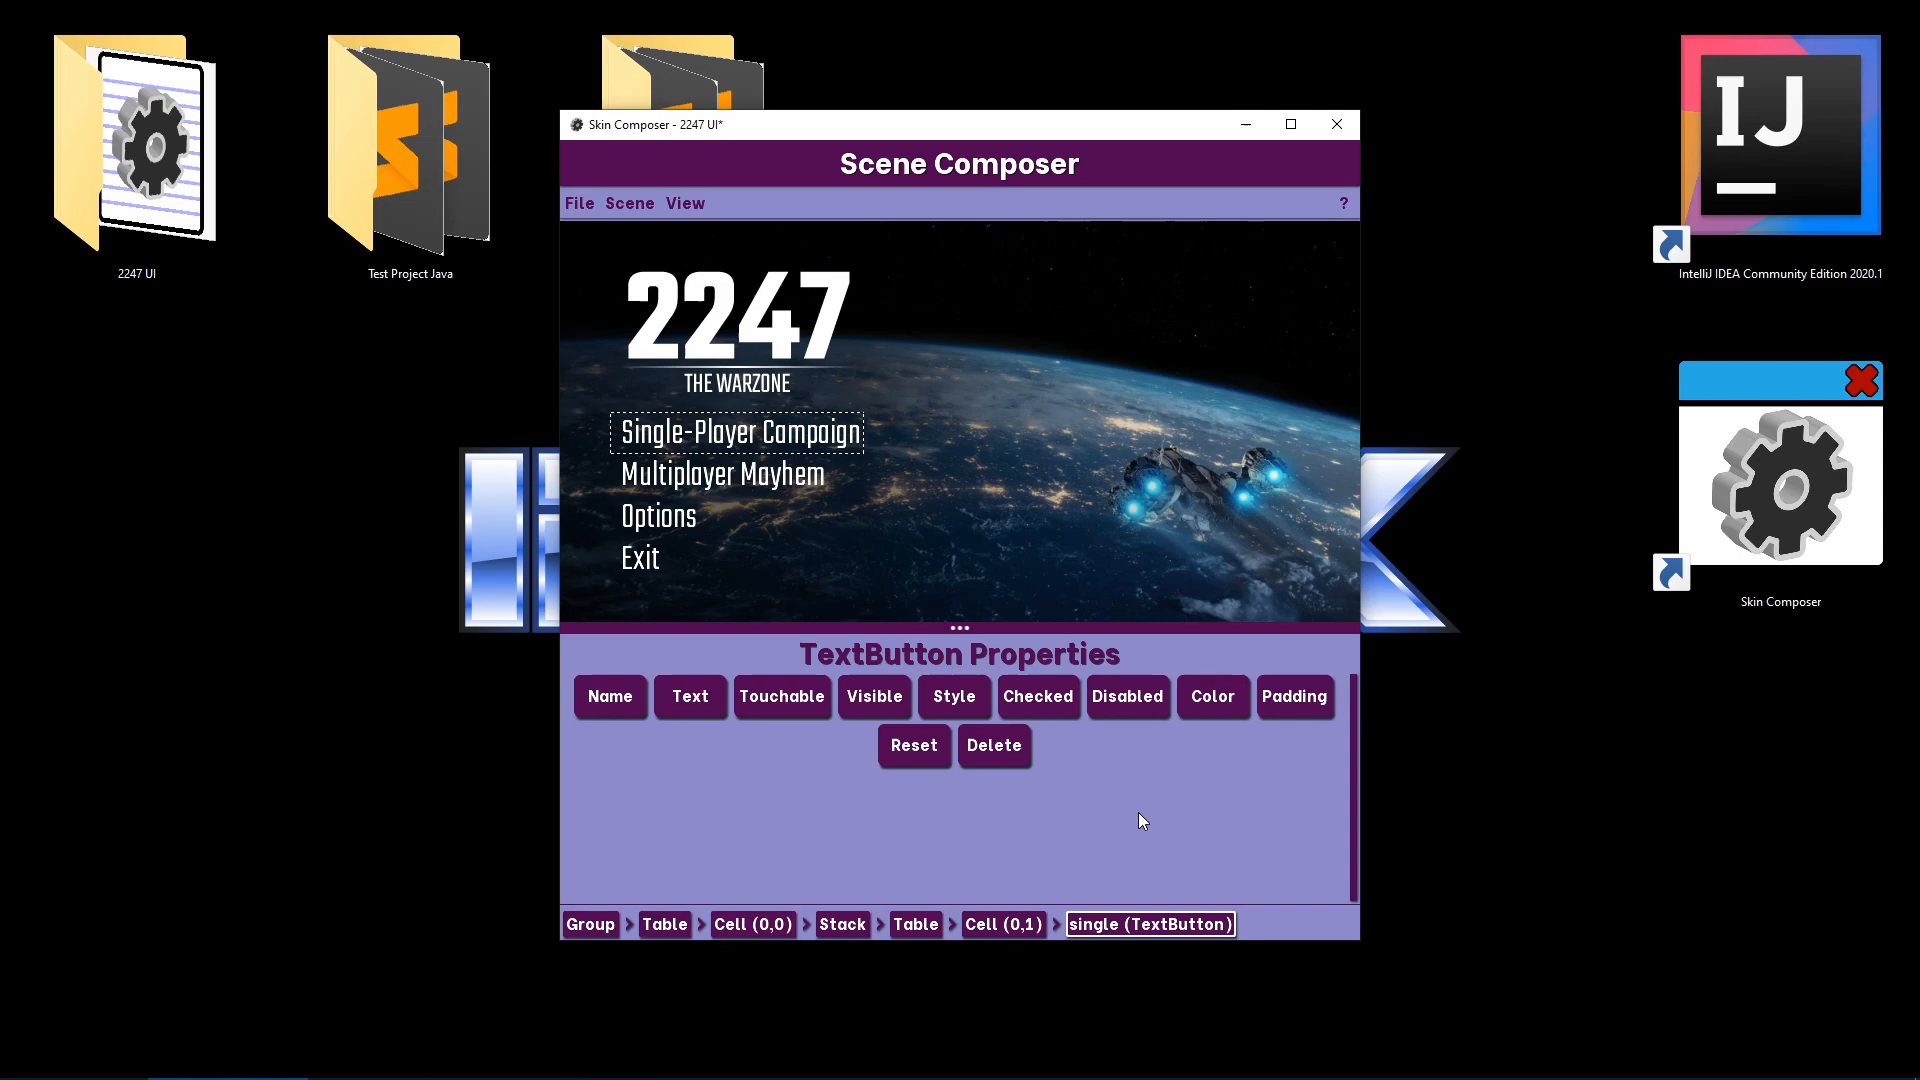 2247 UI
Test Project Java
Skin Composer - 2247 UI*
Scene Composer
File Scene View ?
2247
THE WARZONE
Single-Player Campaign
Multiplayer Mayhem
Options
Exit
TextButton Properties
Name Text Touchable Visible Style Checked Disabled Color Padding
Reset Delete
Group Table Cell (0,0) Stack Table Cell (0,1) single (TextButton)
IJ
IntelliJ IDEA Community Edition 2020.1
Skin Composer